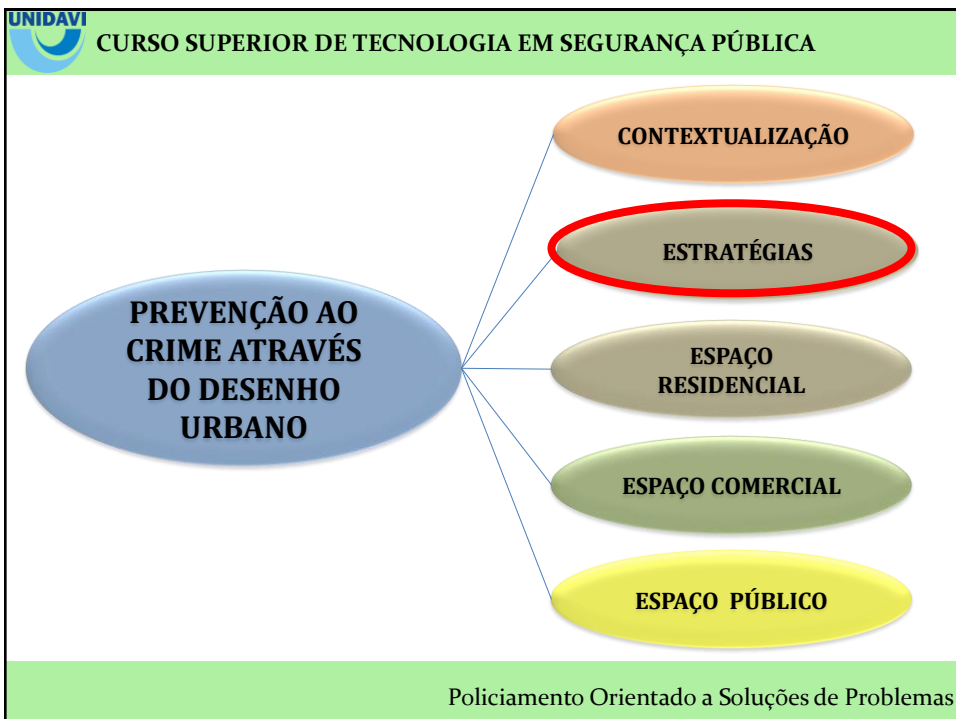 UNIDAVI
CURSO SUPERIOR DE TECNOLOGIA EM SEGURANÇA PÚBLICA
CONTEXTUALIZAÇÃO
ESTRATÉGIAS
PREVENÇÃO AO
CRIME ATRAVÉS
DO DESENHO
URBANO
ESPAÇO
RESIDENCIAL
ESPAÇO COMERCIAL
ESPAÇO PÚBLICO
Policiamento Orientado a Soluções de Problemas